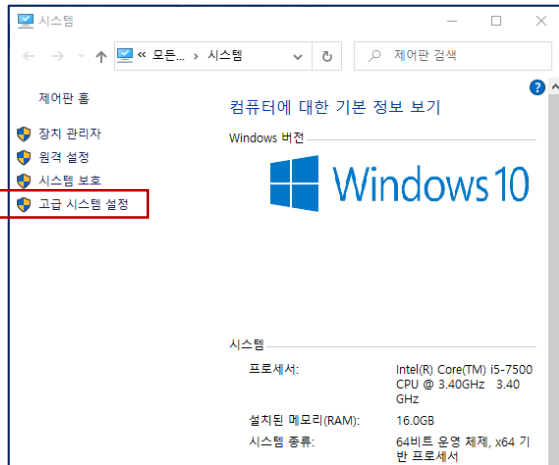 시스템
« 모든... › 시스템
제어판 검색
제어판 홈
장치 관리자
원격 설정
시스템 보호
고급 시스템 설정
컴퓨터에 대한 기본 정보 보기
Windows 버전
Windows 10
시스템
프로세서: Intel(R) Core(TM) i5-7500
CPU @ 3.40GHz 3.40
GHz
설치된 메모리(RAM): 16.0GB
시스템 종류: 64비트 운영 체제, x64 기
반 프로세서